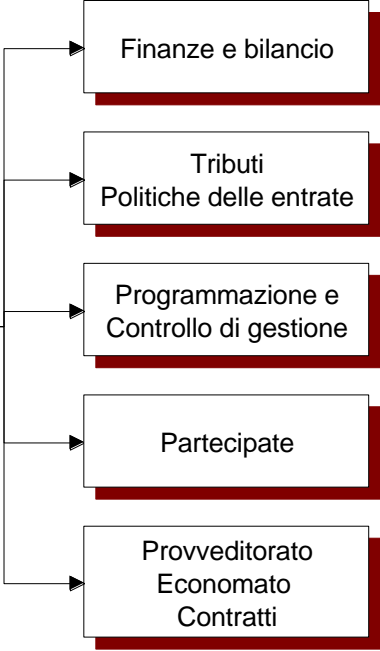 Finanze e bilancio
Tributi
Politiche delle entrate
Programmazione e
Controllo di gestione
Partecipate
Provveditorato
Economato
Contratti